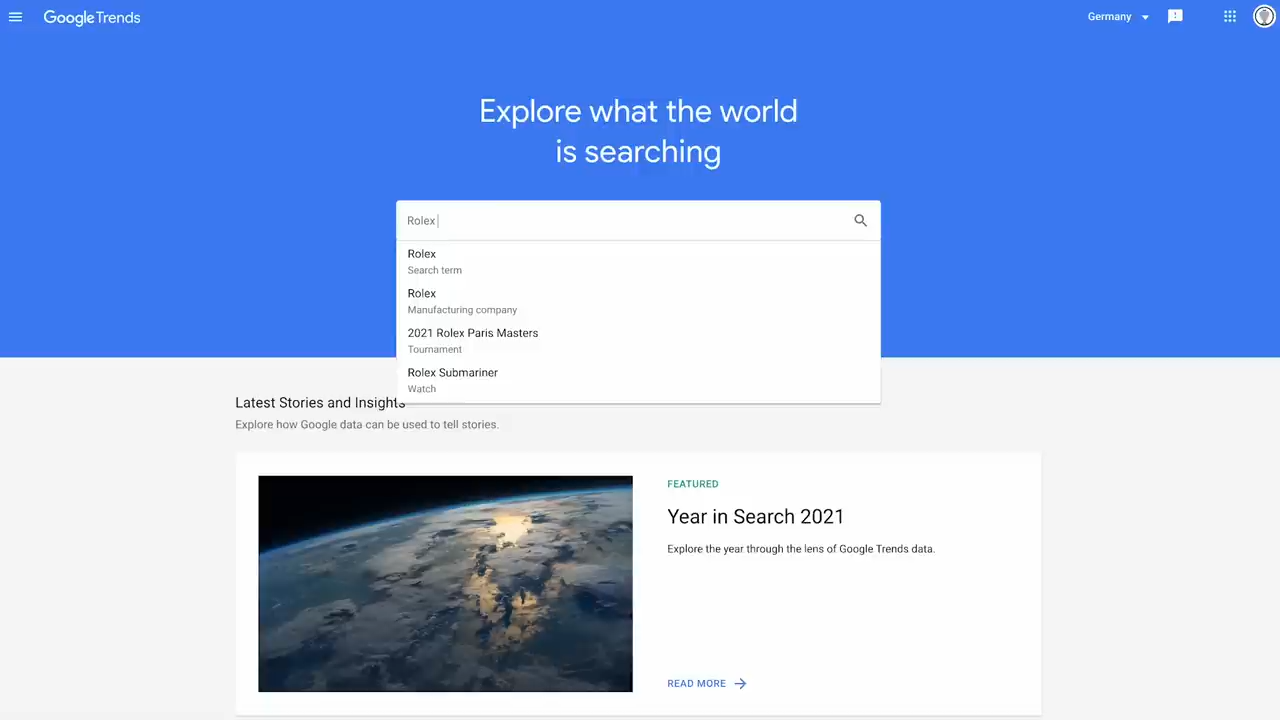 Google Trends
Germany
Explore what the world
is searching
Rolex
Rolex
Search term
Rolex
Manufacturing company
2021 Rolex Paris Masters
Tournament
Rolex Submariner
Watch
Latest Stories and Insights
Explore how Google data can be used to tell stories.
FEATURED
Year in Search 2021
Explore the year through the lens of Google Trends data.
READ MORE